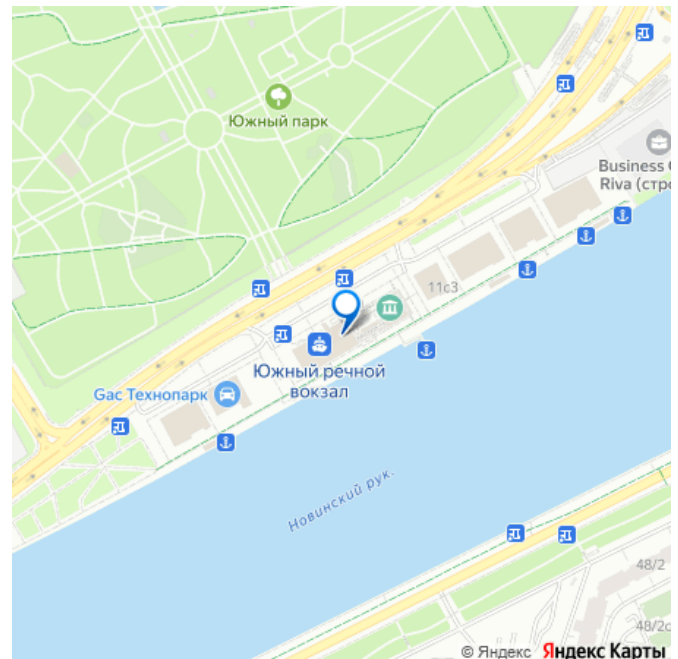 Южный парк
Business C
Riva (стро
11с3
Южный речной
вокзал
Gac Технопарк
Новинский рук.
48/2
48/2с
© Яндекс Яндекс Карты